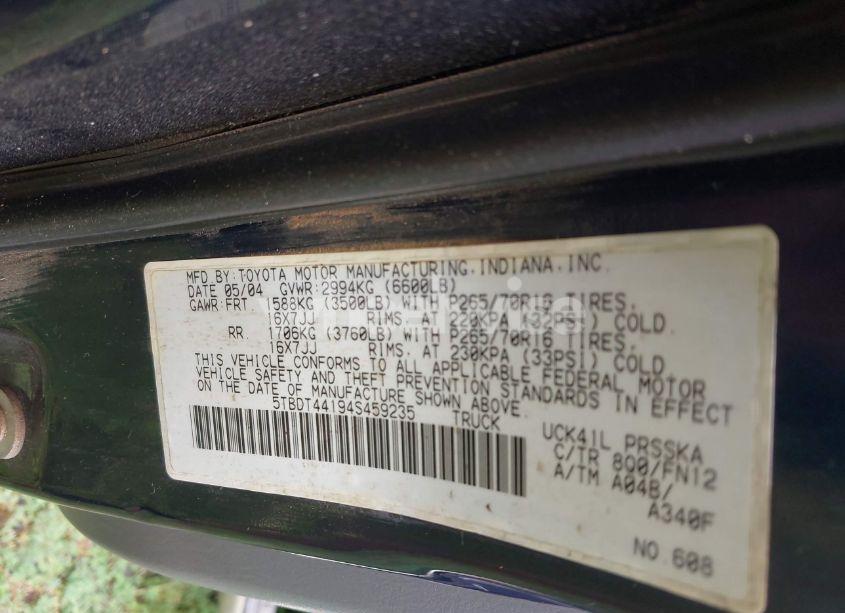 MFD.BY:TOYOTA MOTOR MANUFACTURING.INDIANA.INC.
DATE 05/04 GVWR:2994KG (6600LB)
GAWR:FRT. 1588KG (3500LB) WITH P265/70R16 TIRES.
16X7JJ RIMS. AT 220KPA (32PSI) COLD.
RR. 1706KG (3760LB) WITH P265/70R16 TIRES.
16X7JJ RIMS. AT 230KPA (33PSI) COLD.
THIS VEHICLE CONFORMS TO ALL APPLICABLE FEDERAL MOTOR
VEHICLE SAFETY AND THEFT PREVENTION STANDARDS IN EFFECT
ON THE DATE OF MANUFACTURE SHOWN ABOVE.
5TBDT44194S459235 TRUCK
UCK41L PRSSKA
C/TR 8Q0/FN12
A/TM A04B/
A340F
NO.608